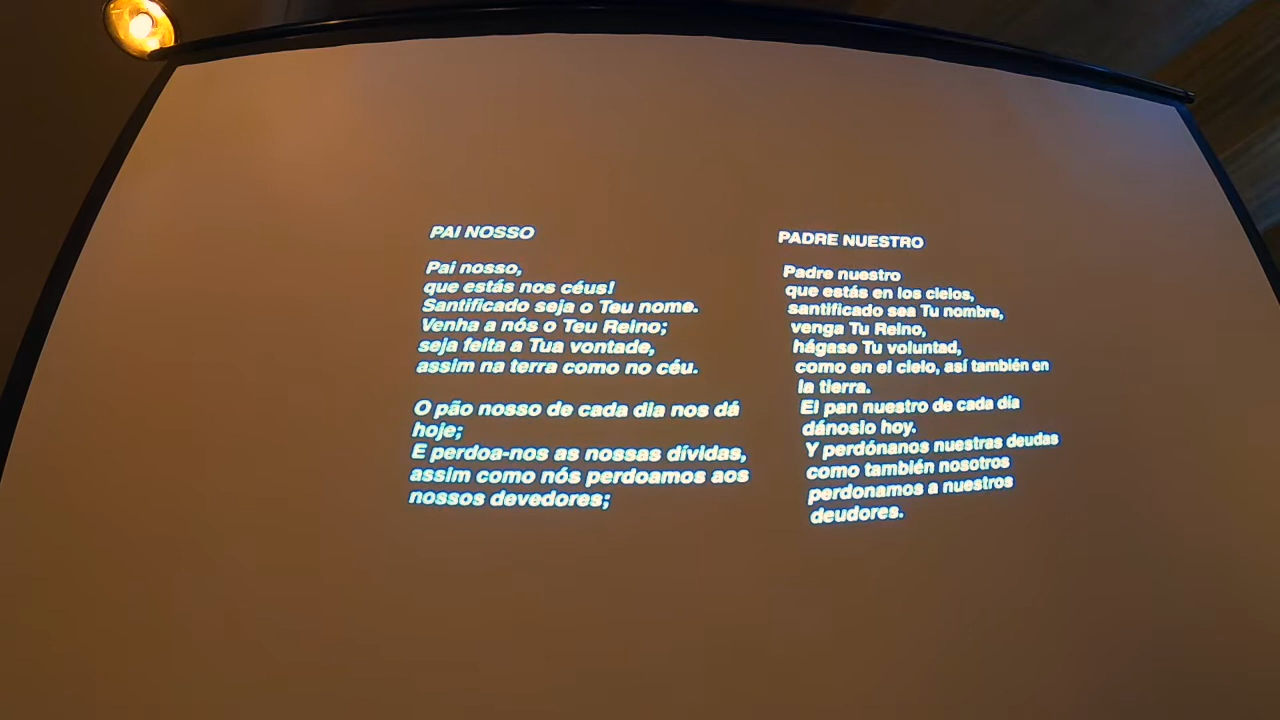 PAI NOSSO
Pai nosso,
que estás nos céus!
Santificado seja o Teu nome.
Venha a nós o Teu Reino;
seja feita a Tua vontade,
assim na terra como no céu.
O pão nosso de cada dia nos dá
hoje;
E perdoa-nos as nossas dívidas,
assim como nós perdoamos aos
nossos devedores;
PADRE NUESTRO
Padre nuestro
que estás en los cielos,
santificado sea Tu nombre,
venga Tu Reino,
hágase Tu voluntad,
como en el cielo, así también en
la tierra.
El pan nuestro de cada día
dánoslo hoy.
Y perdónanos nuestras deudas
como también nosotros
perdonamos a nuestros
deudores.